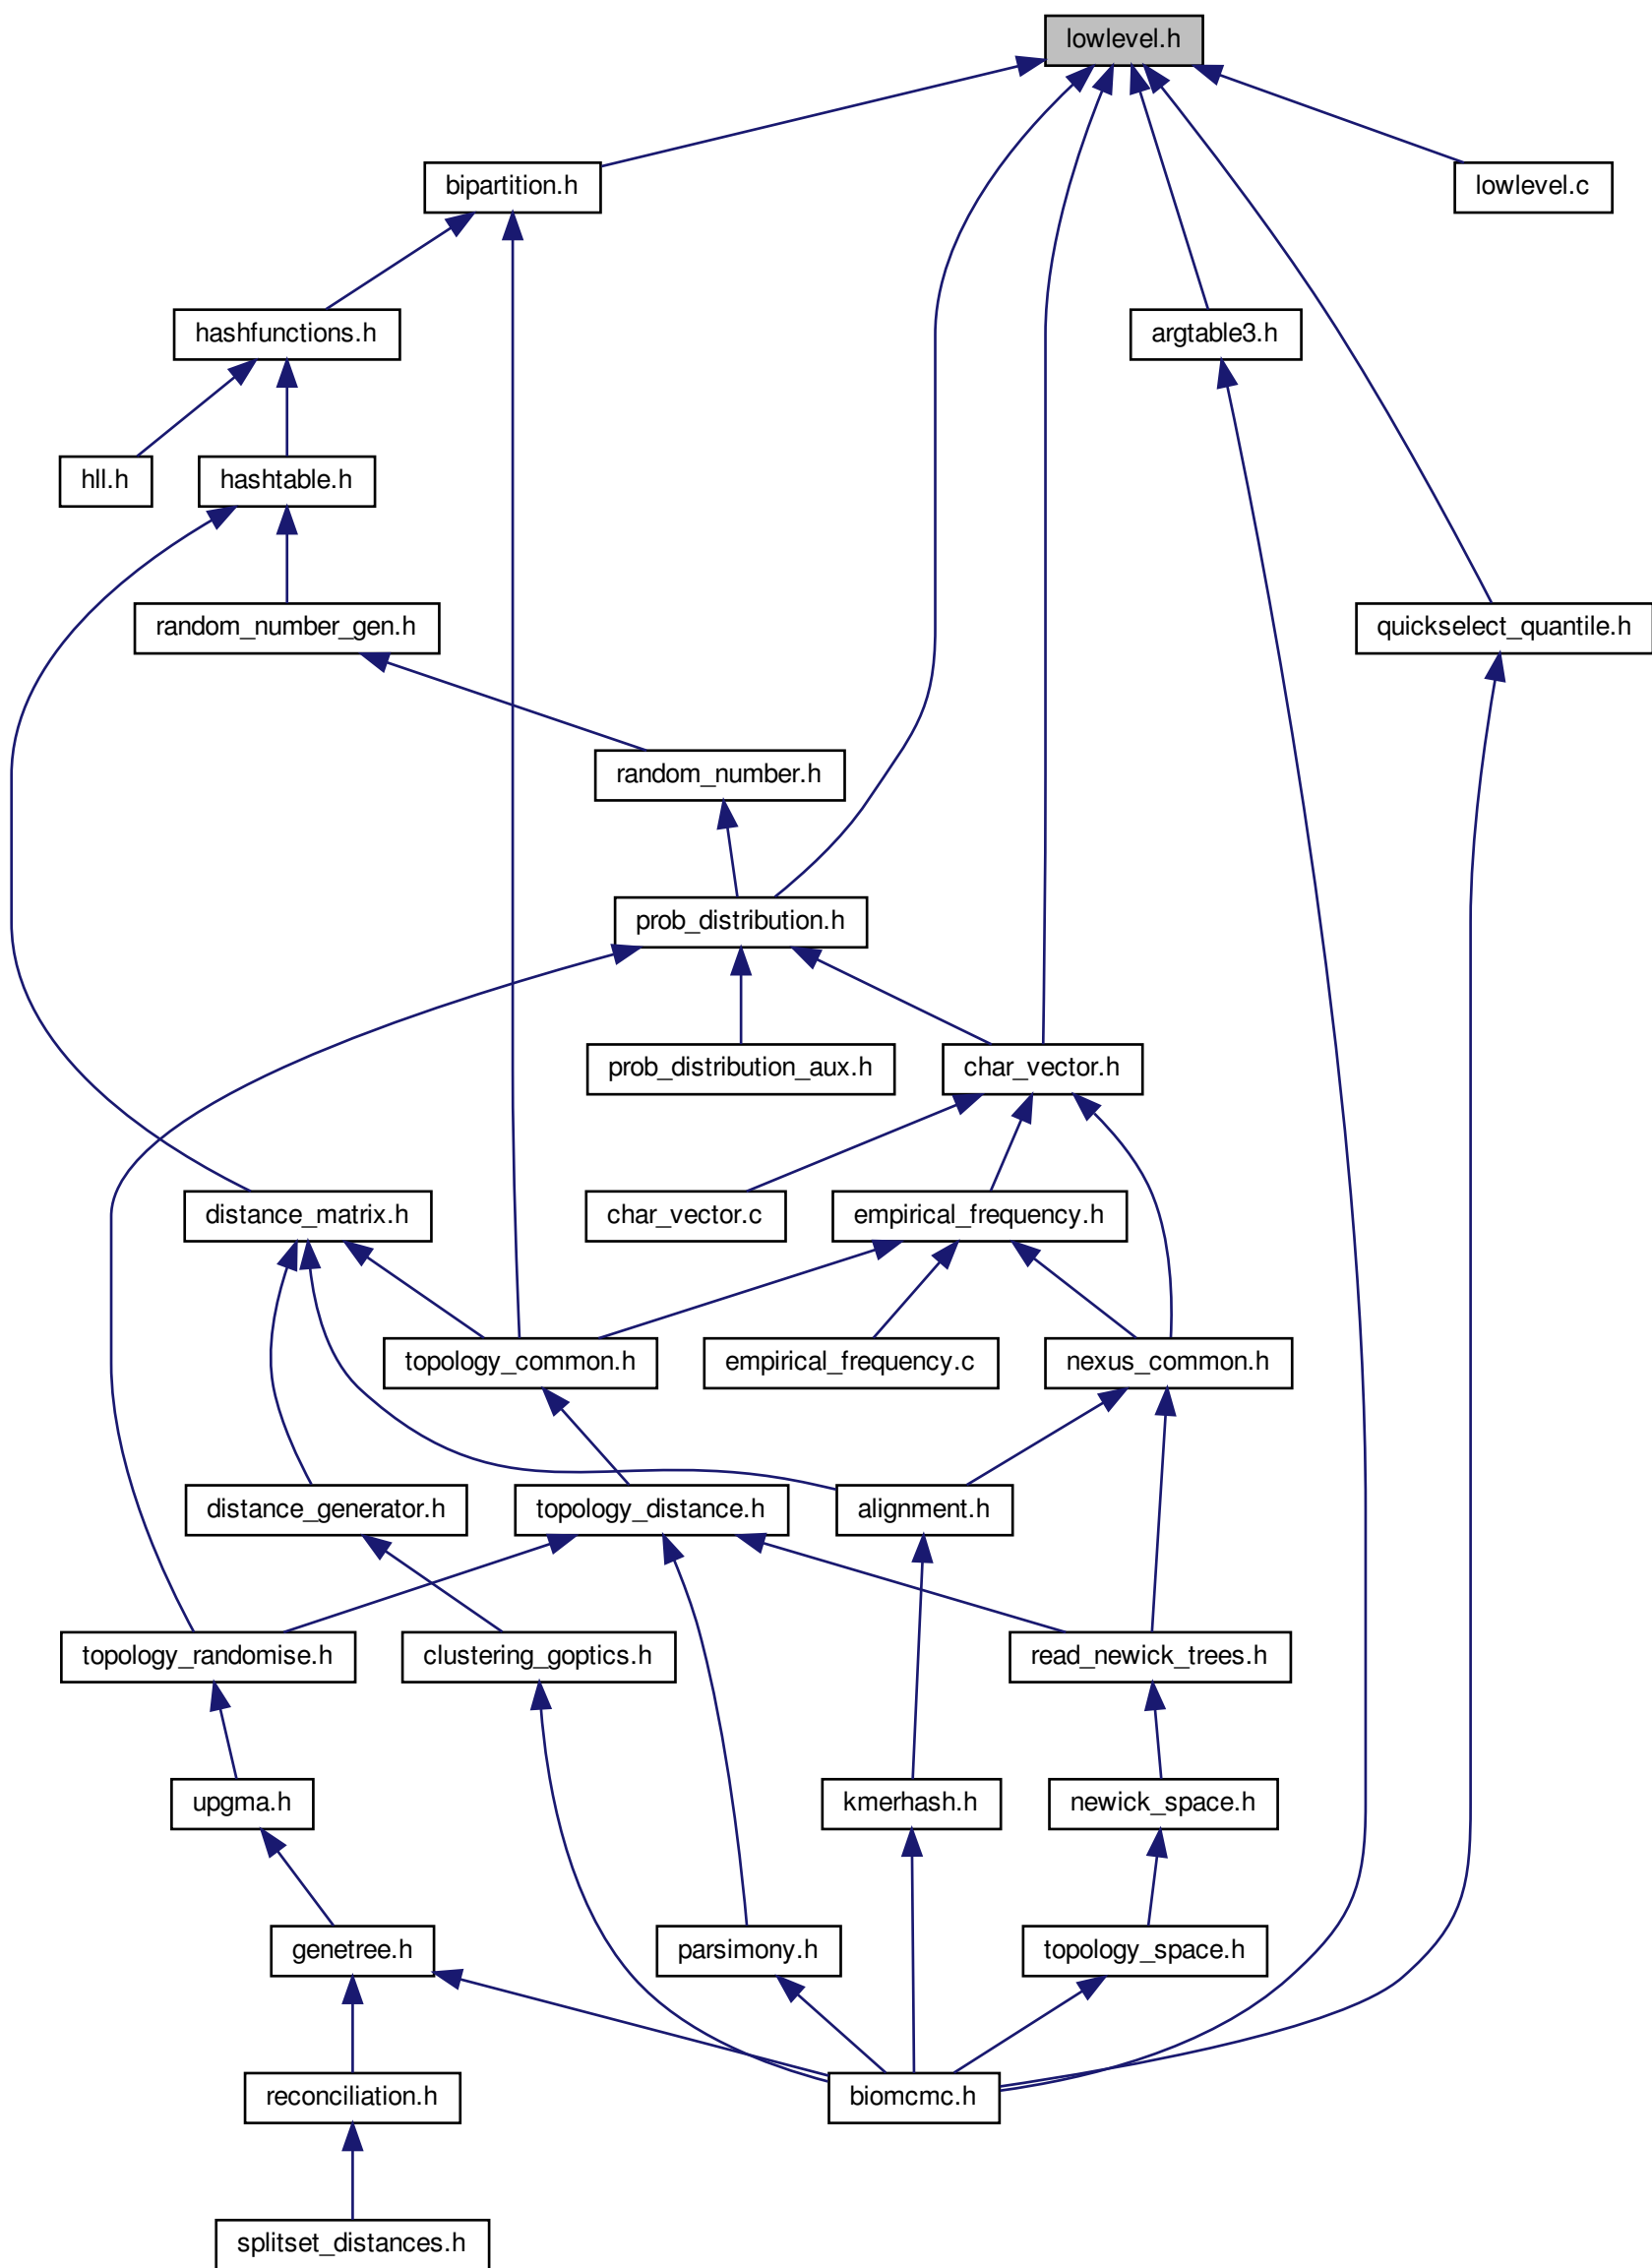 lowlevel.h
bipartition.h
lowlevel.c
hashfunctions.h
argtable3.h
hll.h
hashtable.h
random_number_gen.h
quickselect_quantile.h
random_number.h
prob_distribution.h
prob_distribution_aux.h
char_vector.h
distance_matrix.h
char_vector.c
empirical_frequency.h
topology_common.h
empirical_frequency.c
nexus_common.h
distance_generator.h
topology_distance.h
alignment.h
topology_randomise.h
clustering_goptics.h
read_newick_trees.h
upgma.h
kmerhash.h
newick_space.h
genetree.h
parsimony.h
topology_space.h
reconciliation.h
biomcmc.h
splitset_distances.h